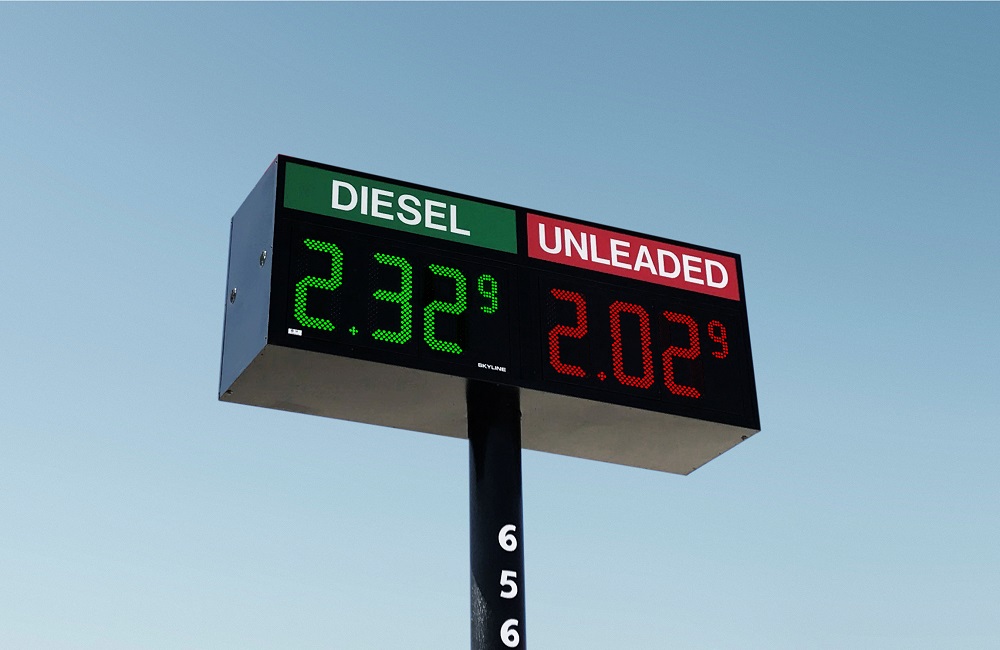 DIESEL
UNLEADED
2.32 9
2.02 9
SKYLINE
6
5
6